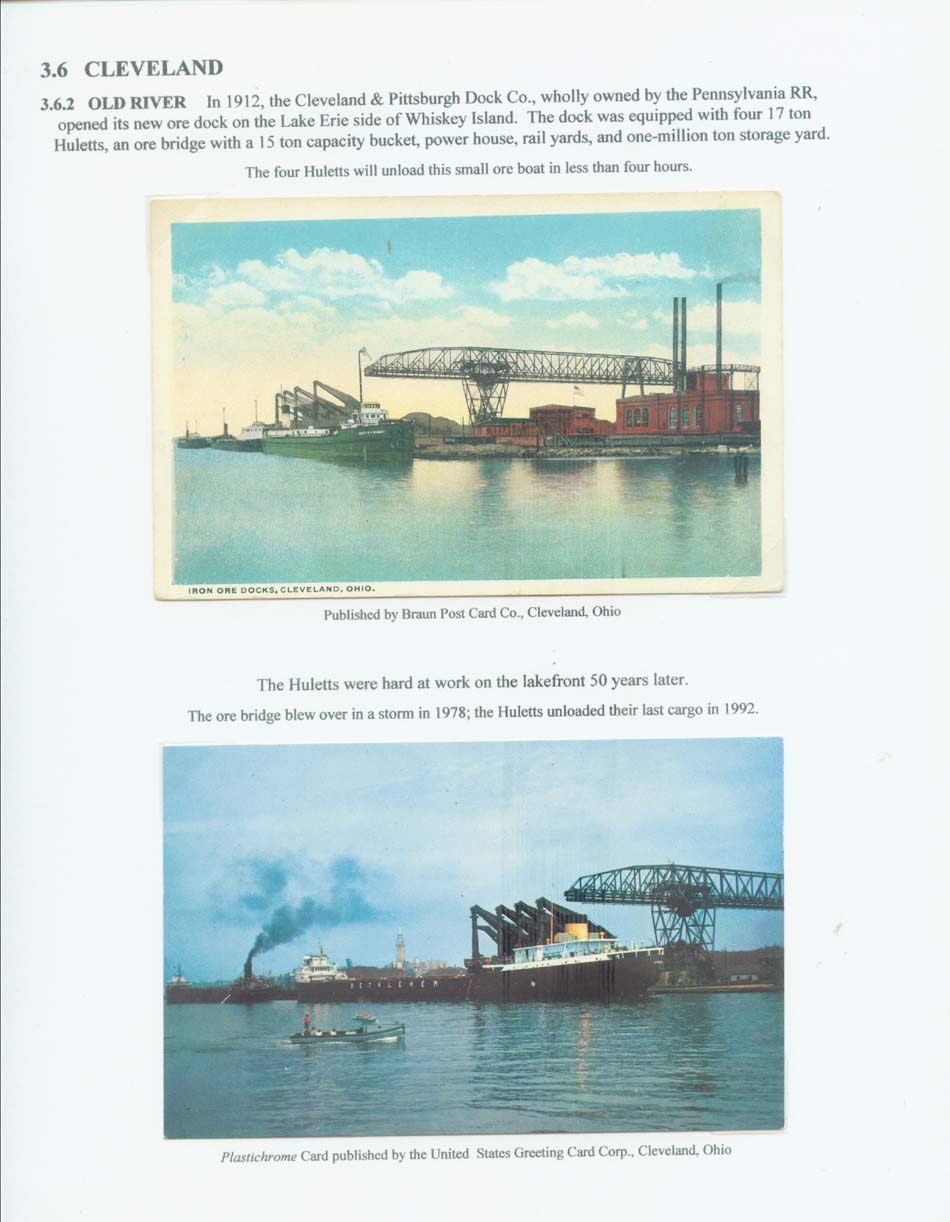 3.6 CLEVELAND
3.6.2 OLD RIVER In 1912, the Cleveland & Pittsburgh Dock Co., wholly owned by the Pennsylvania RR,
opened its new ore dock on the Lake Erie side of Whiskey Island. The dock was equipped with four 17 ton
Huletts, an ore bridge with a 15 ton capacity bucket, power house, rail yards, and one-million ton storage yard.
The four Huletts will unload this small ore boat in less than four hours.
IRON ORE DOCKS, CLEVELAND, OHIO.
Published by Braun Post Card Co., Cleveland, Ohio
The Huletts were hard at work on the lakefront 50 years later.
The ore bridge blew over in a storm in 1978; the Huletts unloaded their last cargo in 1992.
BETHLEHEM
Plastichrome Card published by the United States Greeting Card Corp., Cleveland, Ohio